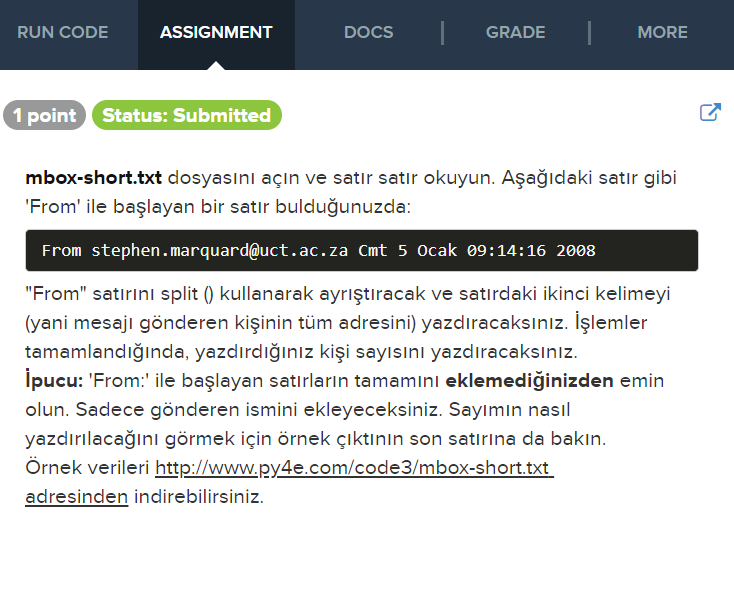 RUN CODE ASSIGNMENT DOCS GRADE MORE
1 point Status: Submitted
mbox-short.txt dosyasını açın ve satır satır okuyun. Aşağıdaki satır gibi
'From' ile başlayan bir satır bulduğunuzda:
From stephen.marquard@uct.ac.za Cmt 5 Ocak 09:14:16 2008
"From" satırını split () kullanarak ayrıştıracak ve satırdaki ikinci kelimeyi
(yani mesajı gönderen kişinin tüm adresini) yazdıracaksınız. İşlemler
tamamlandığında, yazdırdığınız kişi sayısını yazdıracaksınız.
İpucu: 'From:' ile başlayan satırların tamamını eklemediğinizden emin
olun. Sadece gönderen ismini ekleyeceksiniz. Sayımın nasıl
yazdırılacağını görmek için örnek çıktının son satırına da bakın.
Örnek verileri http://www.py4e.com/code3/mbox-short.txt
adresinden indirebilirsiniz.